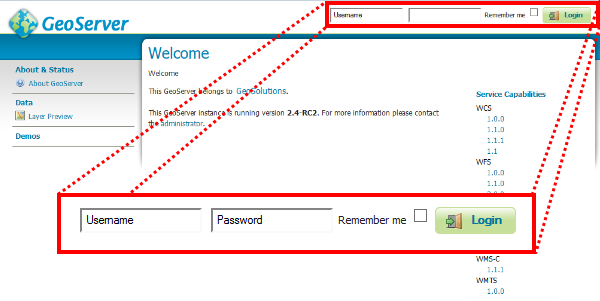 GeoServer
Username Remember me Login
Welcome
Welcome
This GeoServer belongs to GeoSolutions.
This GeoServer instance is running version 2.4-RC2. For more information please contact
the administrator.
About & Status
About GeoServer
Data
Layer Preview
Demos
Service Capabilities
WCS
1.0.0
1.1.0
1.1.1
1.1
WFS
1.0.0
1.1.0
Username Password Remember me Login
WMS-C
1.1.1
WMTS
1.0.0